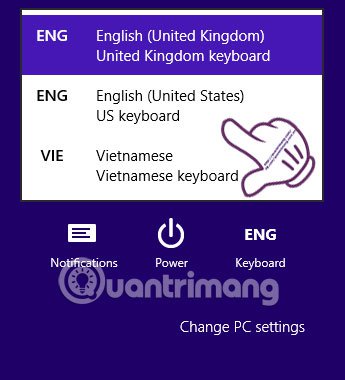 ENG English (United Kingdom)
United Kingdom keyboard
ENG English (United States)
US keyboard
VIE Vietnamese
Vietnamese keyboard
Notifications Power ENG Keyboard
uantrimang
Change PC settings